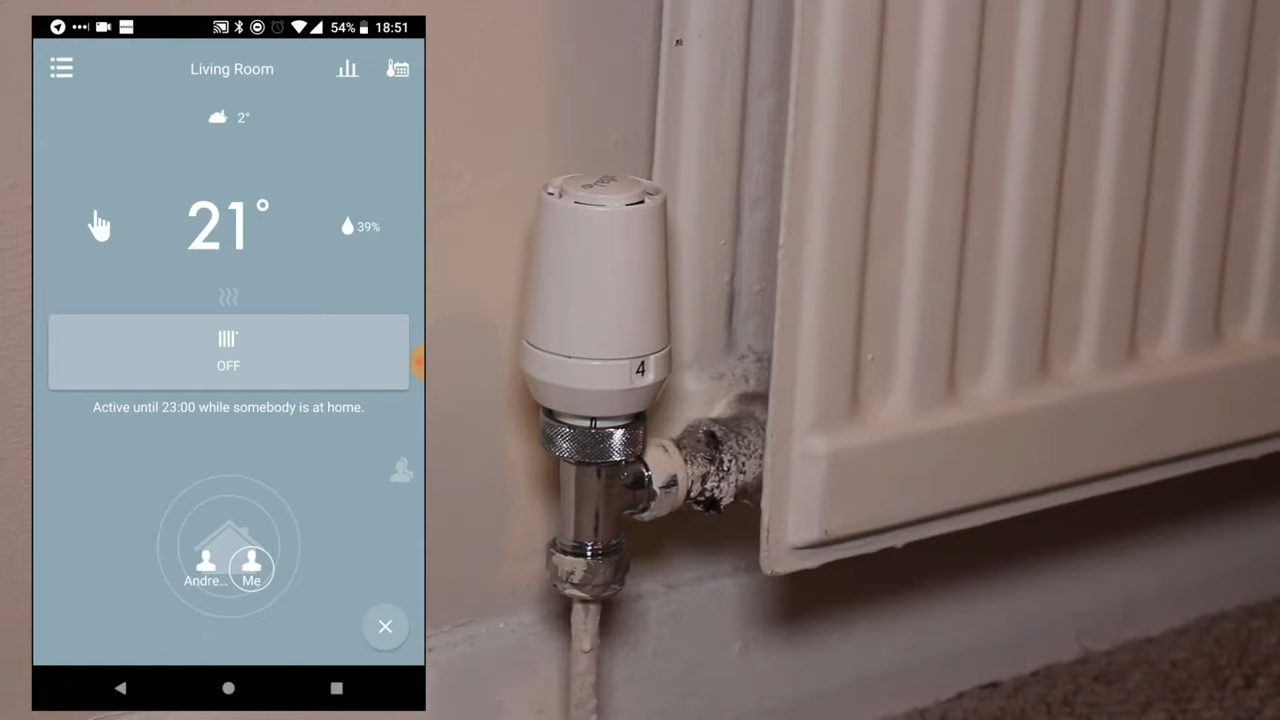 54% 18:51
Living Room
2°
21°
39%
OFF
Active until 23:00 while somebody is at home.
Andre... Me
4